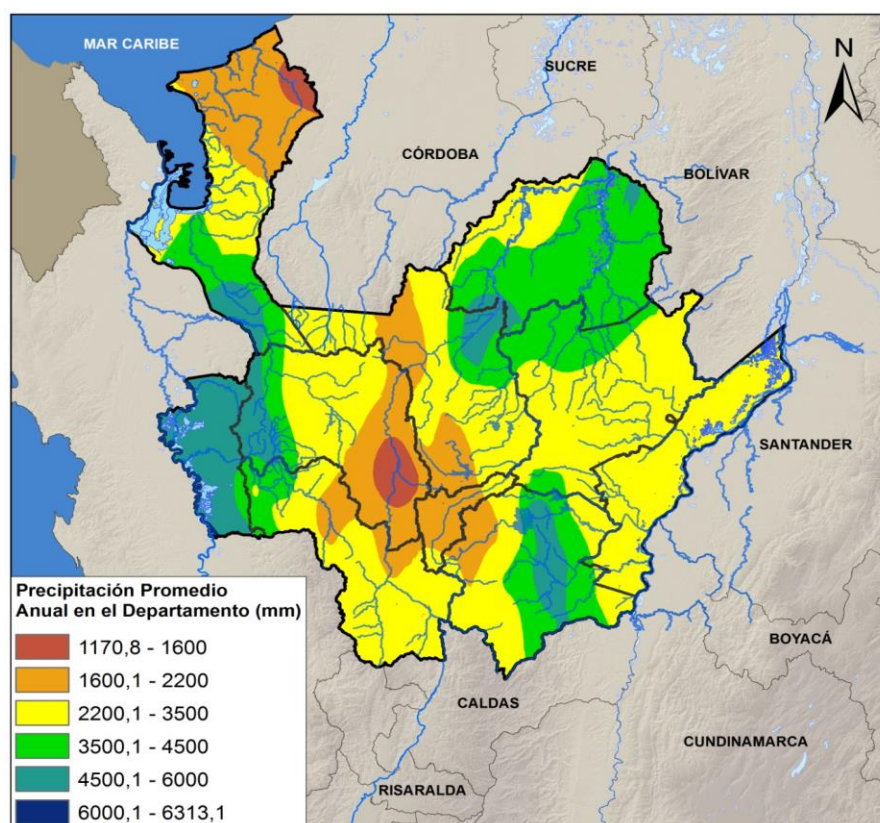 MAR CARIBE
SUCRE
N
CÓRDOBA
BOLÍVAR
SANTANDER
BOYACÁ
CALDAS
CUNDINAMARCA
RISARALDA
Precipitación Promedio
Anual en el Departamento (mm)
1170,8 - 1600
1600,1 - 2200
2200,1 - 3500
3500,1 - 4500
4500,1 - 6000
6000,1 - 6313,1